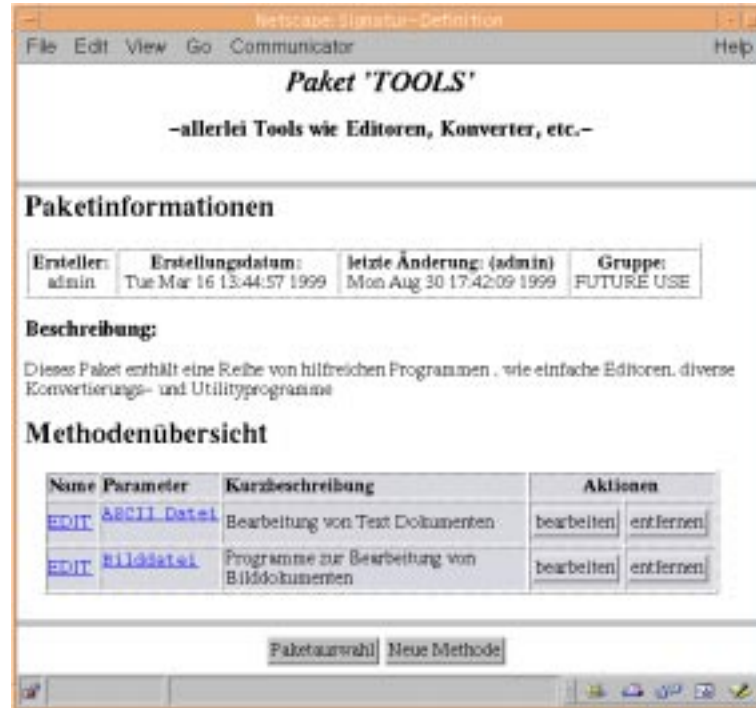 Netscape: Signatur-Definition
File Edit View Go Communicator Help
Paket 'TOOLS'
-allerlei Tools wie Editoren, Konverter, etc.-
Paketinformationen
Ersteller: Erstellungsdatum: letzte Änderung: (admin) Gruppe:
admin Tue Mar 16 13:44:57 1999 Mon Aug 30 17:42:09 1999 FUTURE USE
Beschreibung:
Dieses Paket enthält eine Reihe von hilfreichen Programmen , wie einfache Editoren, diverse
Konvertierungs- und Utilityprogramme
Methodenübersicht
Name Parameter Kurzbeschreibung Aktionen
EDIT ASCII Datei Bearbeitung von Text Dokumenten bearbeiten entfernen
EDIT Bilddatei Programme zur Bearbeitung von
Bilddokumenten bearbeiten entfernen
Paketauswahl Neue Methode